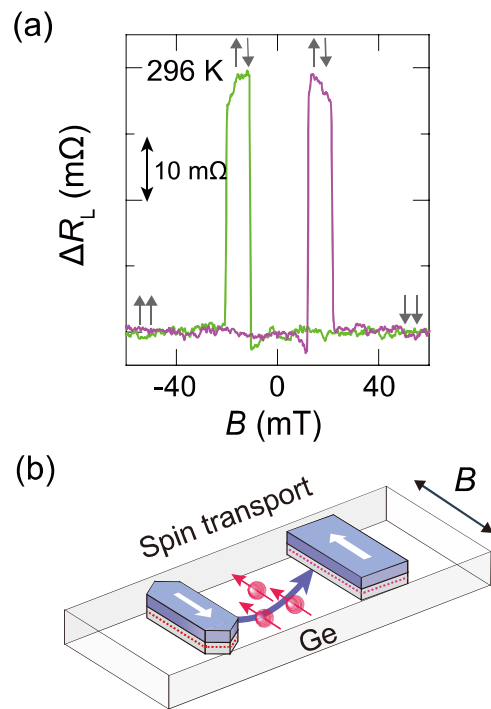 (a)
296 K
10 mΩ
ΔR_L (mΩ)
-40 0 40
B (mT)
(b)
Spin transport
B
Ge